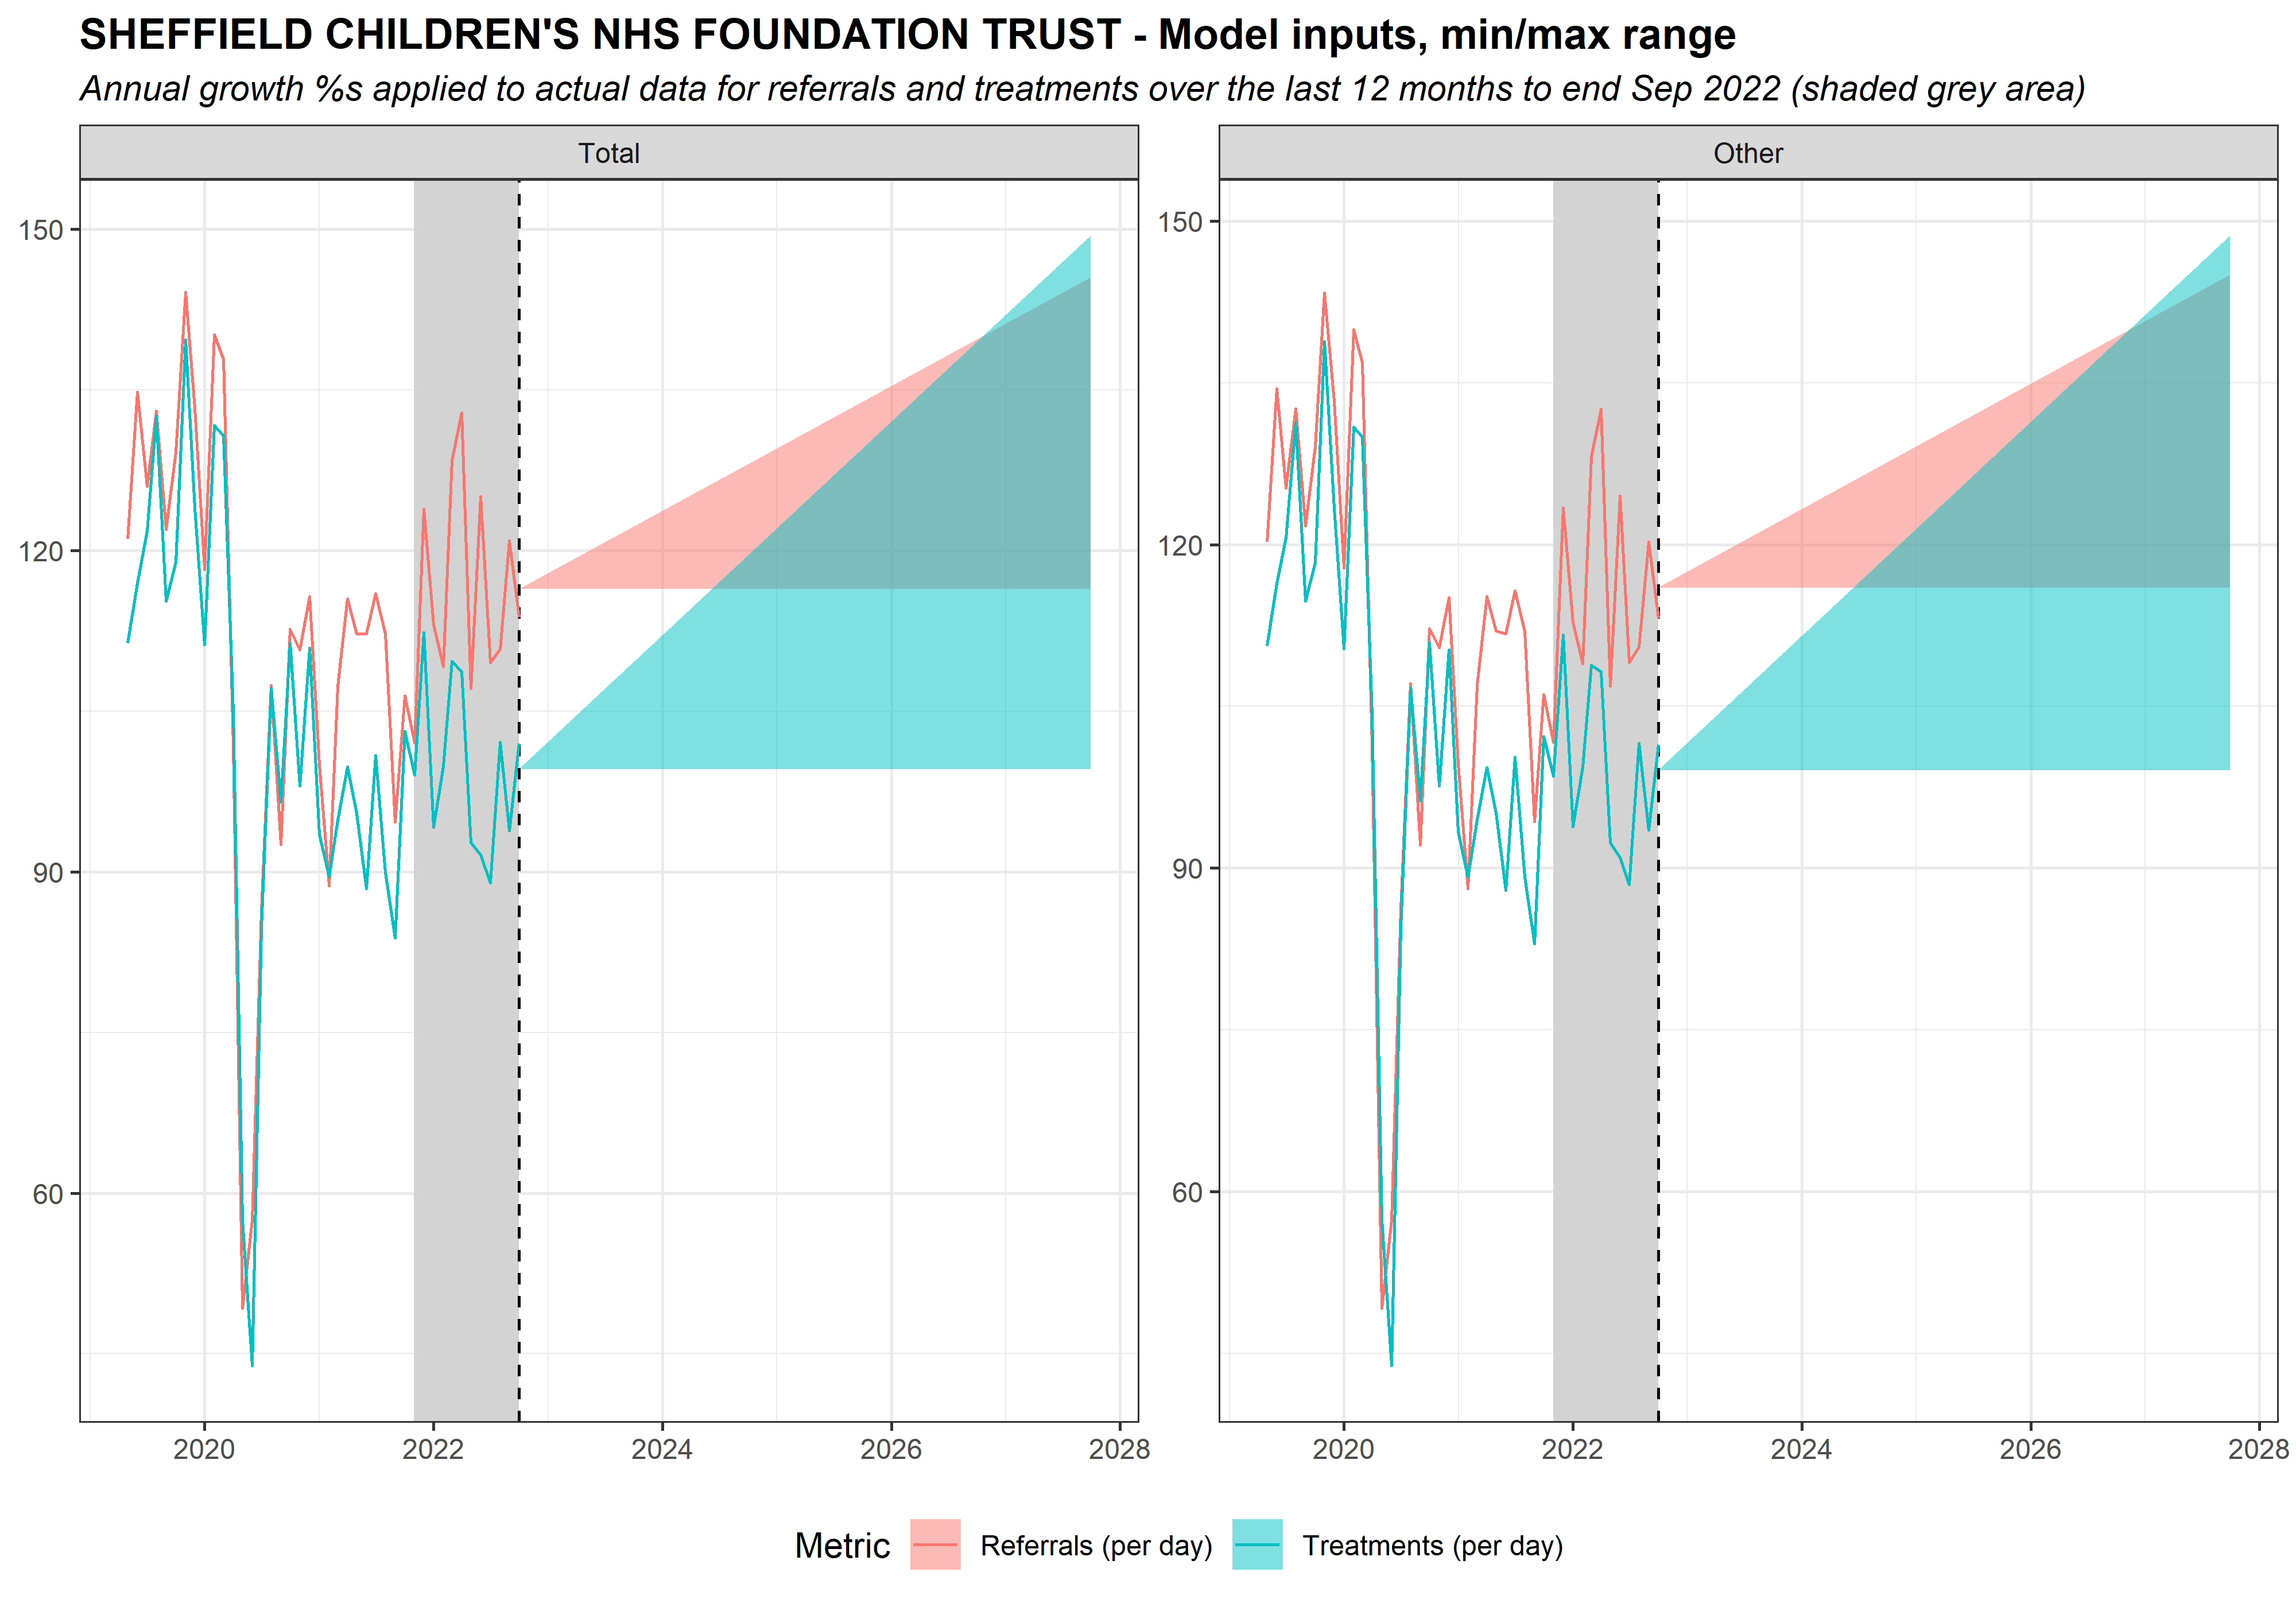 SHEFFIELD CHILDREN'S NHS FOUNDATION TRUST - Model inputs, min/max range
Annual growth %s applied to actual data for referrals and treatments over the last 12 months to end Sep 2022 (shaded grey area)
Total
Other
150
120
90
60
150
120
90
60
2020 2022 2024 2026 2028
2020 2022 2024 2026 2028
Metric Referrals (per day) Treatments (per day)